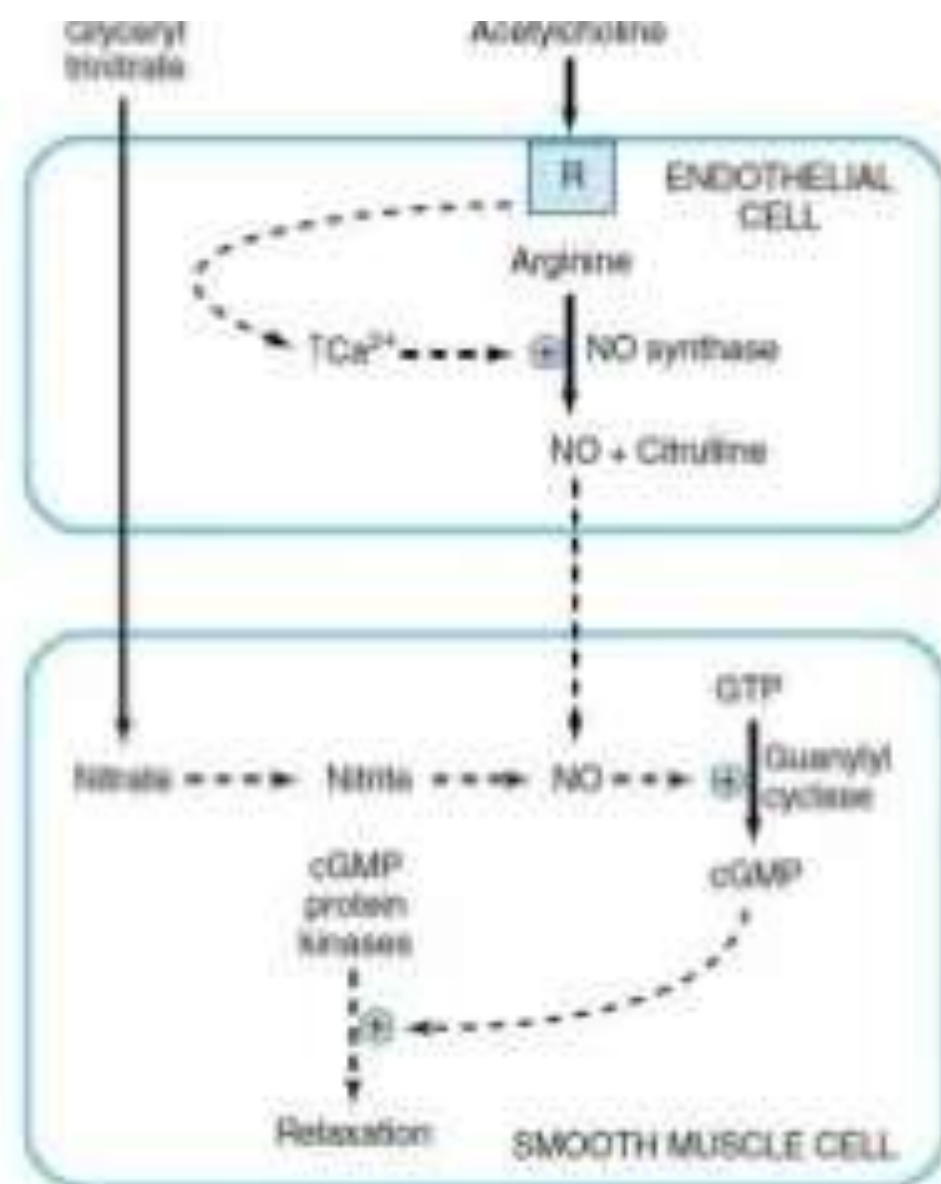 Glyceryl
trinitrate
Acetylcholine
R
ENDOTHELIAL
CELL
Arginine
↑Ca²⁺
+
NO synthase
NO + Citrulline
GTP
Nitrate
Nitrite
NO
+
Guanylyl
cyclase
cGMP
protein
kinases
cGMP
+
Relaxation
SMOOTH MUSCLE CELL